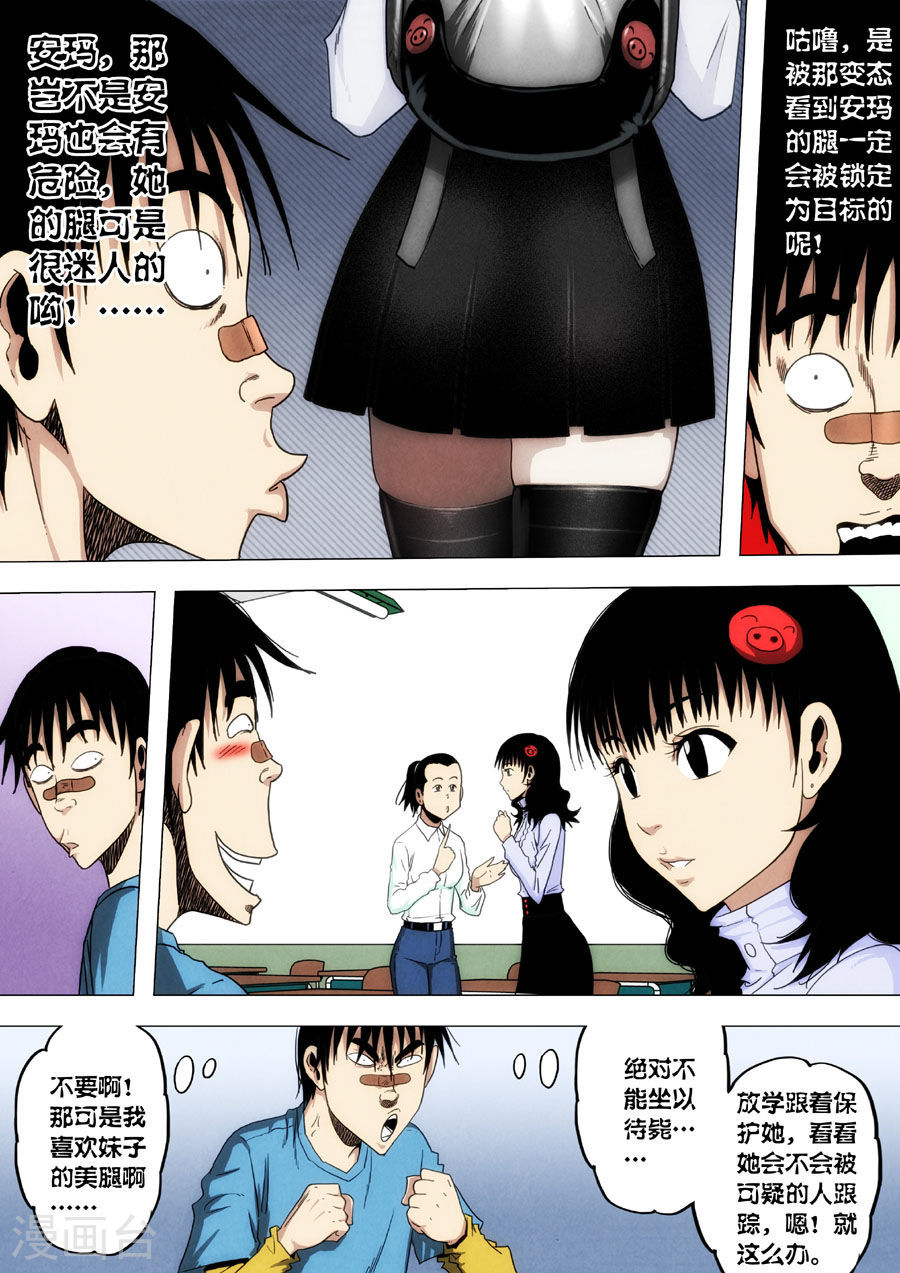 安玛，那
岂不是安
玛也会有
危险，她
的腿可是
很迷人的
呦！……
咕噜，是
被那变态
看到安玛
的腿一定
会被锁定
为目标的
呢！
不要啊！
那可是我
喜欢妹子
的美腿啊
……
绝对不
能坐以
待毙…
……
放学跟着保
护她，看看
她会不会被
可疑的人跟
踪，嗯！就
这么办。
漫画台